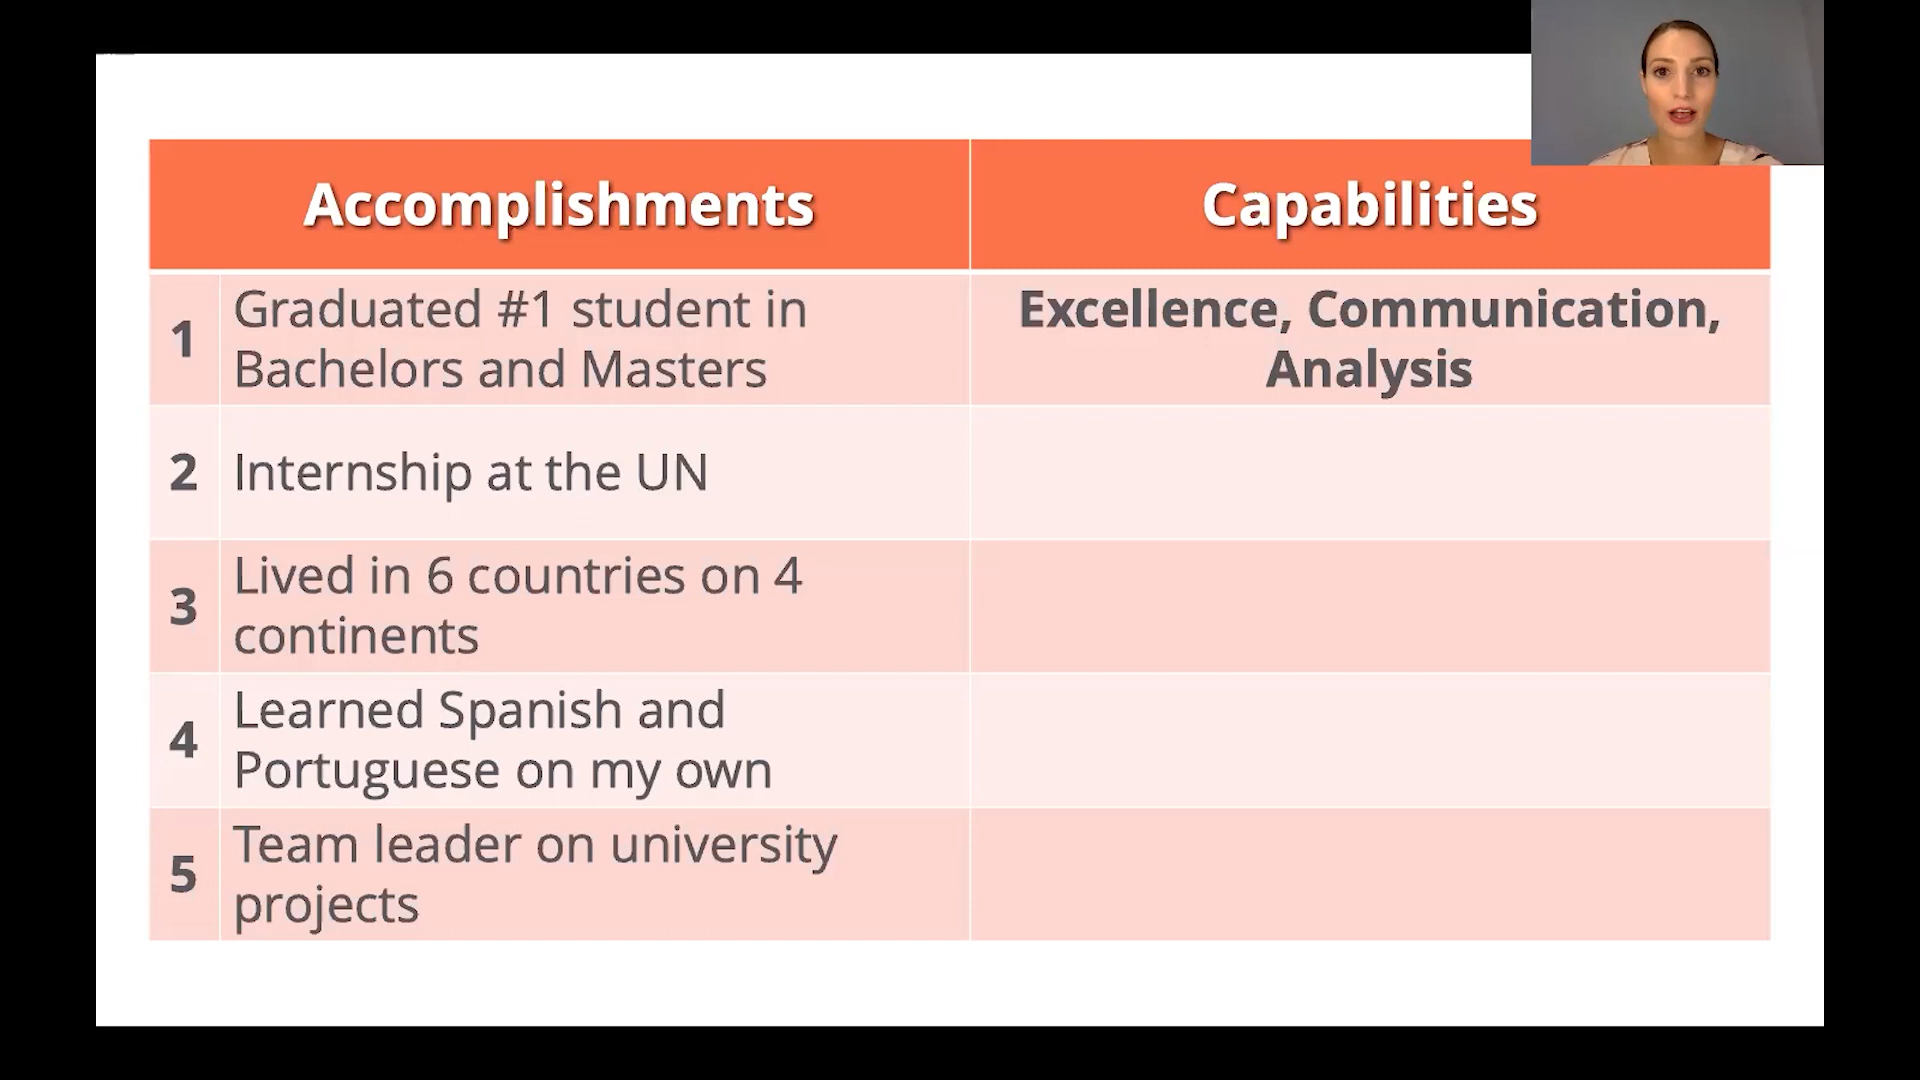 Accomplishments
Capabilities
1
Graduated #1 student in
Bachelors and Masters
Excellence, Communication,
Analysis
2
Internship at the UN
3
Lived in 6 countries on 4
continents
4
Learned Spanish and
Portuguese on my own
5
Team leader on university
projects